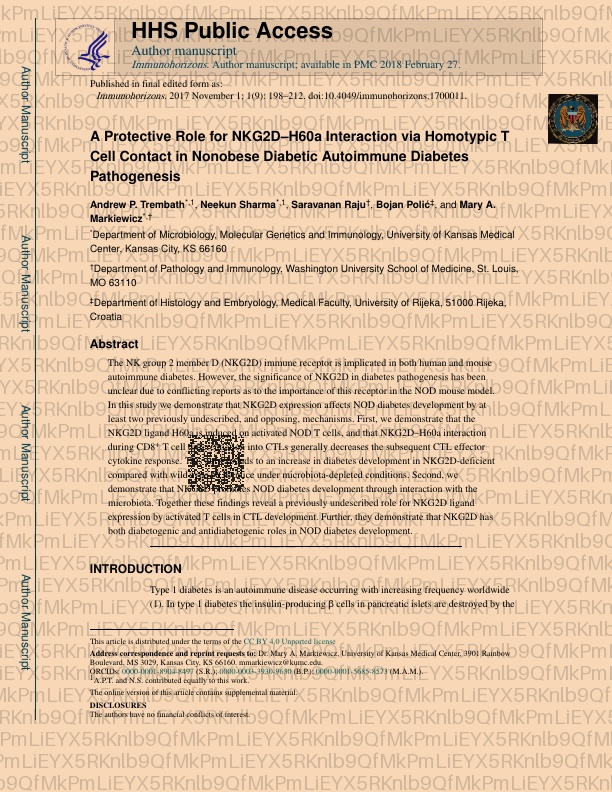 HHS Public Access
Author manuscript
Immunohorizons. Author manuscript; available in PMC 2018 February 27.
Published in final edited form as:
Immunohorizons. 2017 November 1; 1(9): 198–212. doi:10.4049/immunohorizons.1700011.
A Protective Role for NKG2D–H60a Interaction via Homotypic T
Cell Contact in Nonobese Diabetic Autoimmune Diabetes
Pathogenesis
Andrew P. Trembath*,1, Neekun Sharma*,1, Saravanan Raju†, Bojan Polić‡, and Mary A.
Markiewicz*,†
*Department of Microbiology, Molecular Genetics and Immunology, University of Kansas Medical
Center, Kansas City, KS 66160
†Department of Pathology and Immunology, Washington University School of Medicine, St. Louis,
MO 63110
‡Department of Histology and Embryology, Medical Faculty, University of Rijeka, 51000 Rijeka,
Croatia
Abstract
The NK group 2 member D (NKG2D) immune receptor is implicated in both human and mouse
autoimmune diabetes. However, the significance of NKG2D in diabetes pathogenesis has been
unclear due to conflicting reports as to the importance of this receptor in the NOD mouse model.
In this study we demonstrate that NKG2D expression affects NOD diabetes development by at
least two previously undescribed, and opposing, mechanisms. First, we demonstrate that the
NKG2D ligand H60a is induced on activated NOD T cells, and that NKG2D–H60a interaction
during CD8+ T cell into CTLs generally decreases the subsequent CTL effector
cytokine response. to an increase in diabetes development in NKG2D-deficient
compared with under microbiota-depleted conditions. Second, we
demonstrate that NOD diabetes development through interaction with the
microbiota. Together these findings reveal a previously undescribed role for NKG2D ligand
expression by activated T cells in CTL development. Further, they demonstrate that NKG2D has
both diabetogenic and antidiabetogenic roles in NOD diabetes development.
INTRODUCTION
Type 1 diabetes is an autoimmune disease occurring with increasing frequency worldwide
(1). In type 1 diabetes the insulin-producing β cells in pancreatic islets are destroyed by the
This article is distributed under the terms of the CC BY 4.0 Unported license
Address correspondence and reprint requests to: Dr. Mary A. Markiewicz, University of Kansas Medical Center, 3901 Rainbow
Boulevard, MS 3029, Kansas City, KS 66160. mmarkiewicz@kumc.edu.
ORCIDs: 0000-0001-8904-8497 (S.R.); 0000-0003-3930-9630 (B.P.); 0000-0001-5685-8573 (M.A.M.).
1A.P.T. and N.S. contributed equally to this work.
The online version of this article contains supplemental material.
DISCLOSURES
The authors have no financial conflicts of interest.
Author Manuscript
Author Manuscript
Author Manuscript
Author Manuscript